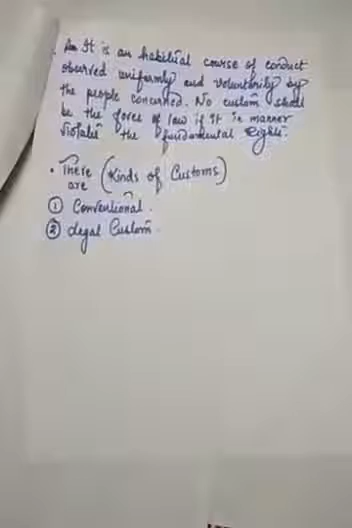 . It is an habitual course of conduct
observed uniformly and voluntarily by
the people concerned. No custom shall
be the force of law if It in manner
violates the fundamental Rights.
• There (Kinds of Customs)
are
① Conventional.
② Legal Custom.